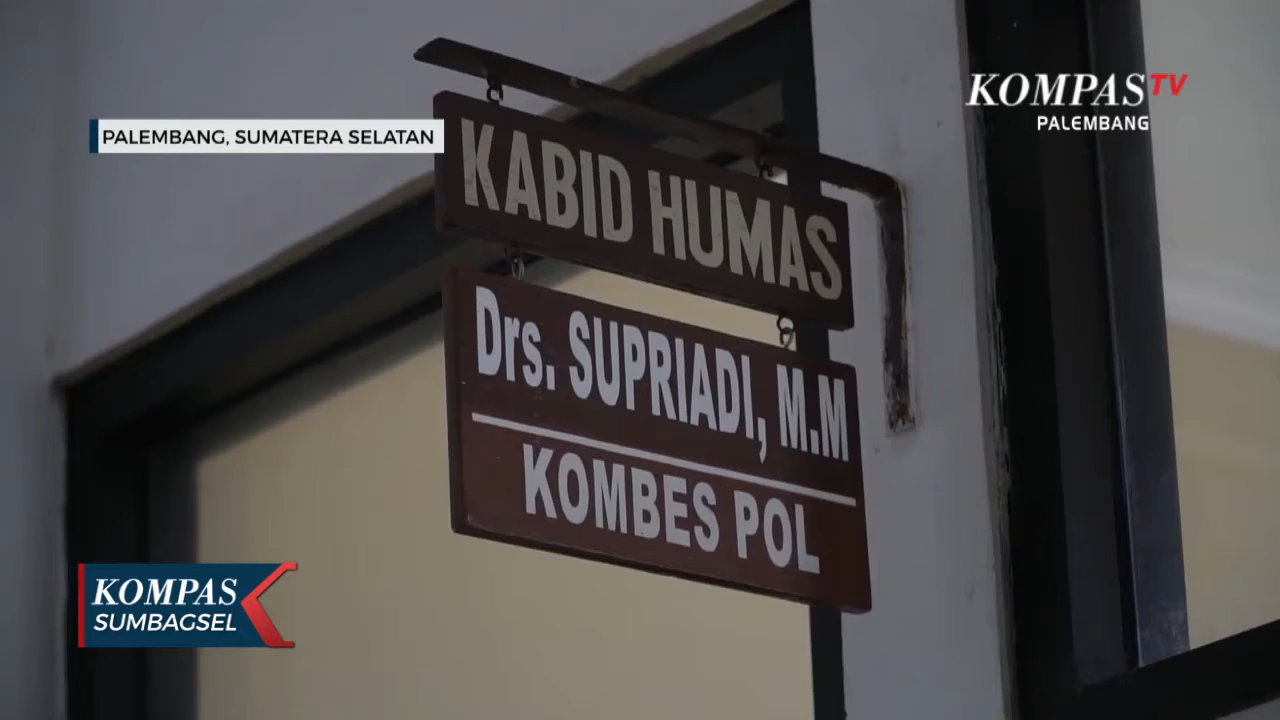 PALEMBANG, SUMATERA SELATAN
KOMPAS TV
PALEMBANG
KABID HUMAS
Drs. SUPRIADI, M.M
KOMBES POL
KOMPAS
SUMBAGSEL